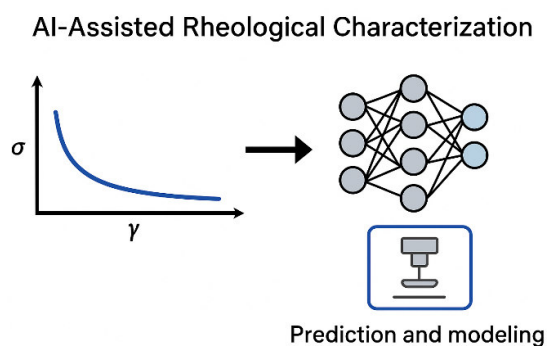 AI-Assisted Rheological Characterization
σ
γ
Prediction and modeling